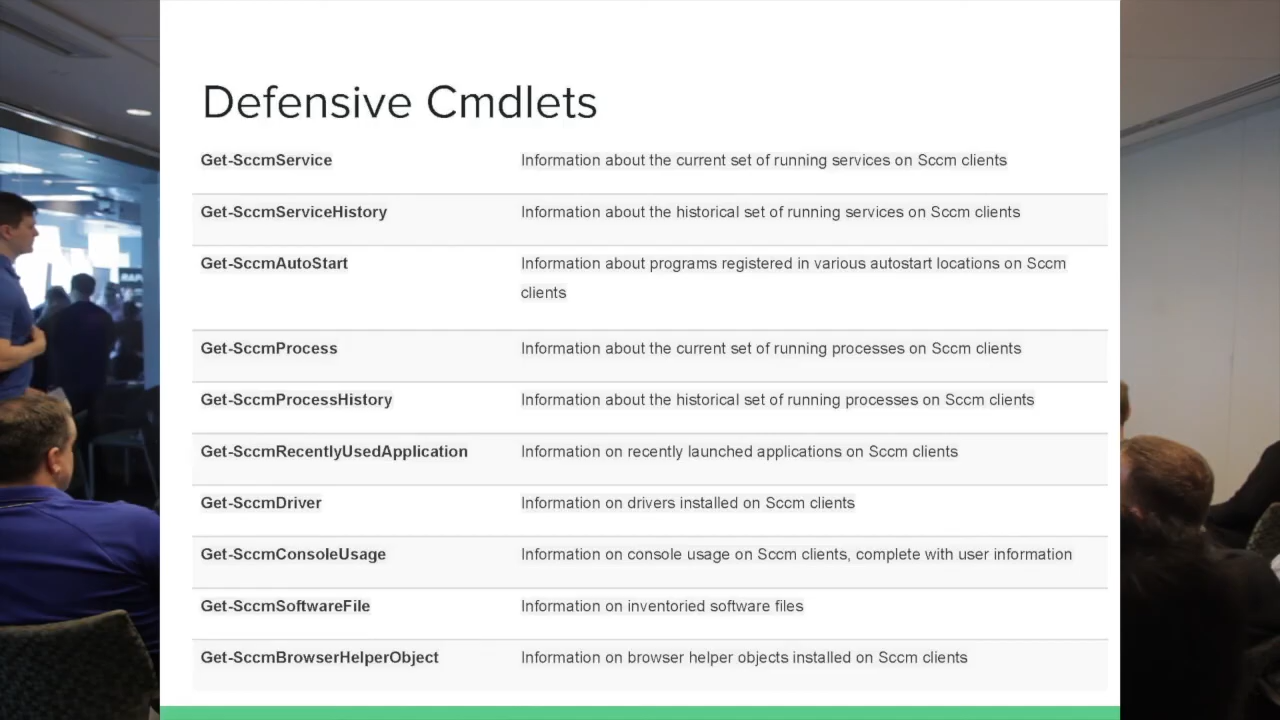 Defensive Cmdlets
Get-SccmService Information about the current set of running services on Sccm clients
Get-SccmServiceHistory Information about the historical set of running services on Sccm clients
Get-SccmAutoStart Information about programs registered in various autostart locations on Sccm
clients
Get-SccmProcess Information about the current set of running processes on Sccm clients
Get-SccmProcessHistory Information about the historical set of running processes on Sccm clients
Get-SccmRecentlyUsedApplication Information on recently launched applications on Sccm clients
Get-SccmDriver Information on drivers installed on Sccm clients
Get-SccmConsoleUsage Information on console usage on Sccm clients, complete with user information
Get-SccmSoftwareFile Information on inventoried software files
Get-SccmBrowserHelperObject Information on browser helper objects installed on Sccm clients